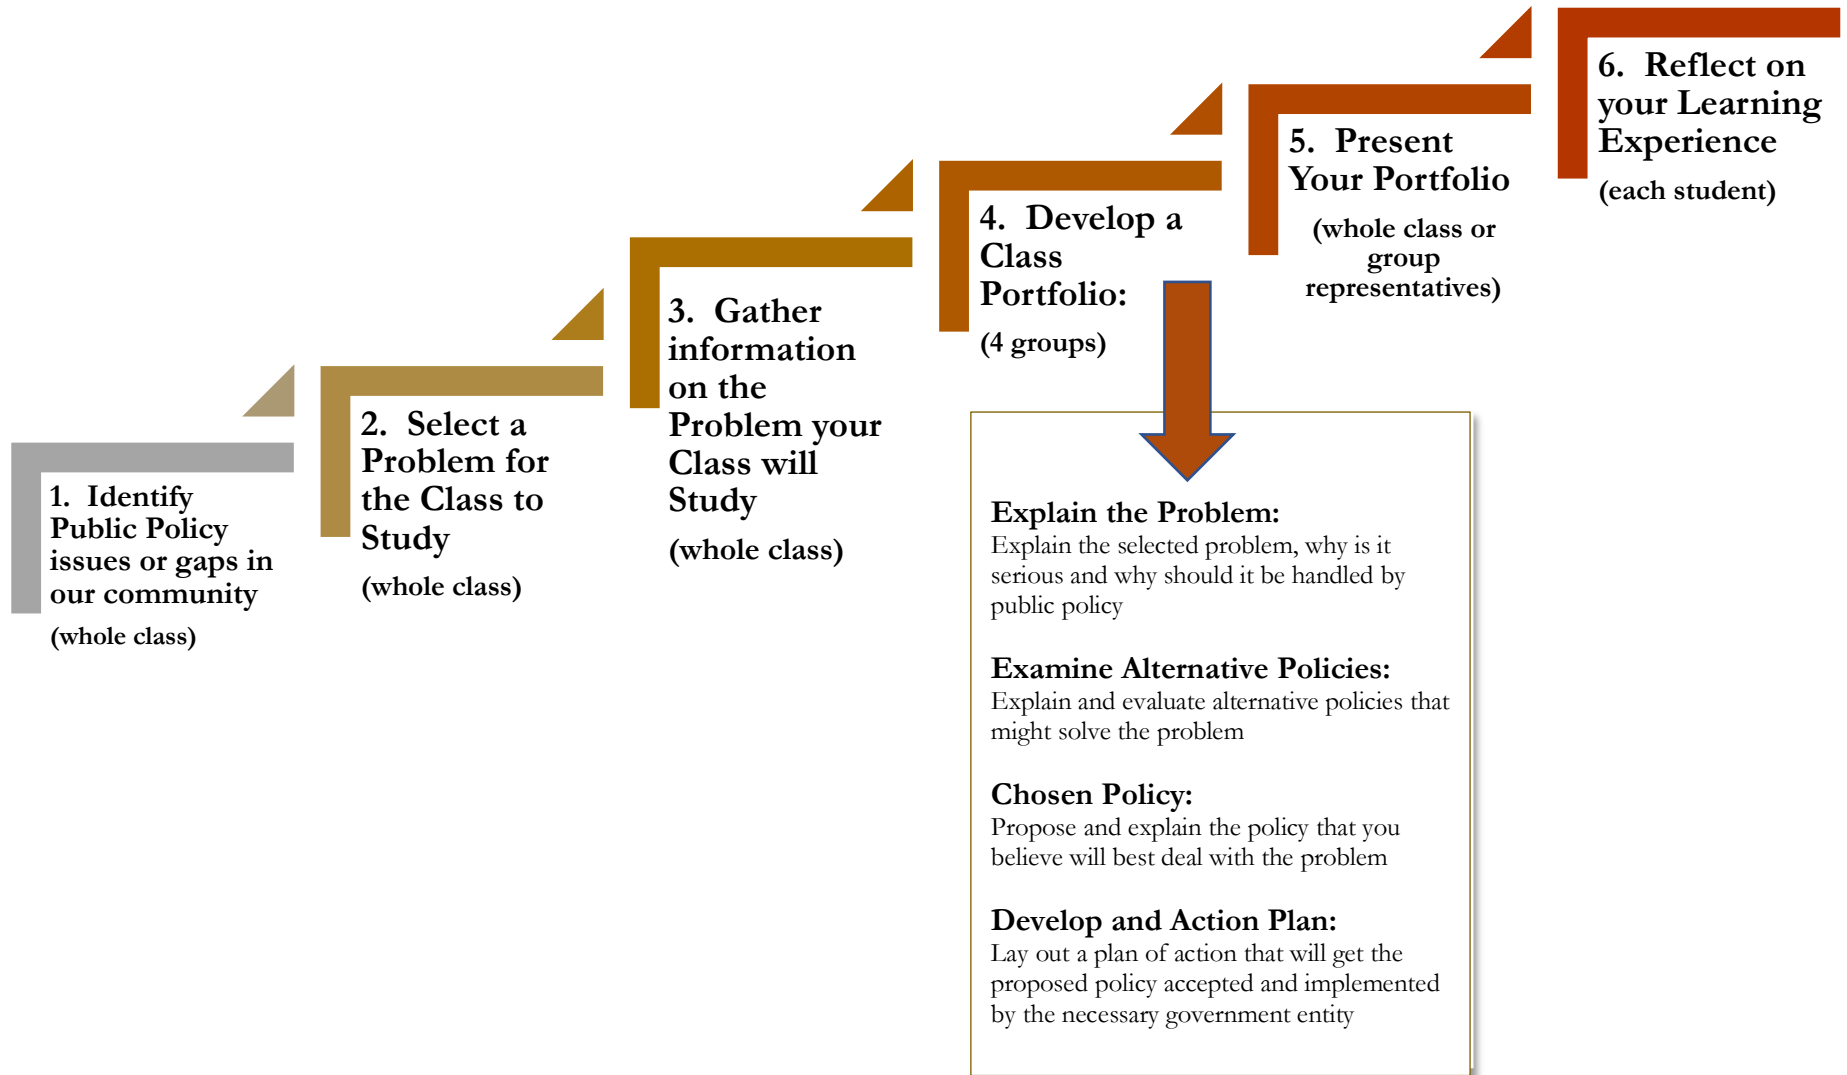 1. Identify
Public Policy
issues or gaps in
our community
(whole class)
2. Select a
Problem for
the Class to
Study
(whole class)
3. Gather
information
on the
Problem your
Class will
Study
(whole class)
4. Develop a
Class
Portfolio:
(4 groups)
5. Present
Your Portfolio
(whole class or
group
representatives)
6. Reflect on
your Learning
Experience
(each student)
Explain the Problem:
Explain the selected problem, why is it
serious and why should it be handled by
public policy
Examine Alternative Policies:
Explain and evaluate alternative policies that
might solve the problem
Chosen Policy:
Propose and explain the policy that you
believe will best deal with the problem
Develop and Action Plan:
Lay out a plan of action that will get the
proposed policy accepted and implemented
by the necessary government entity